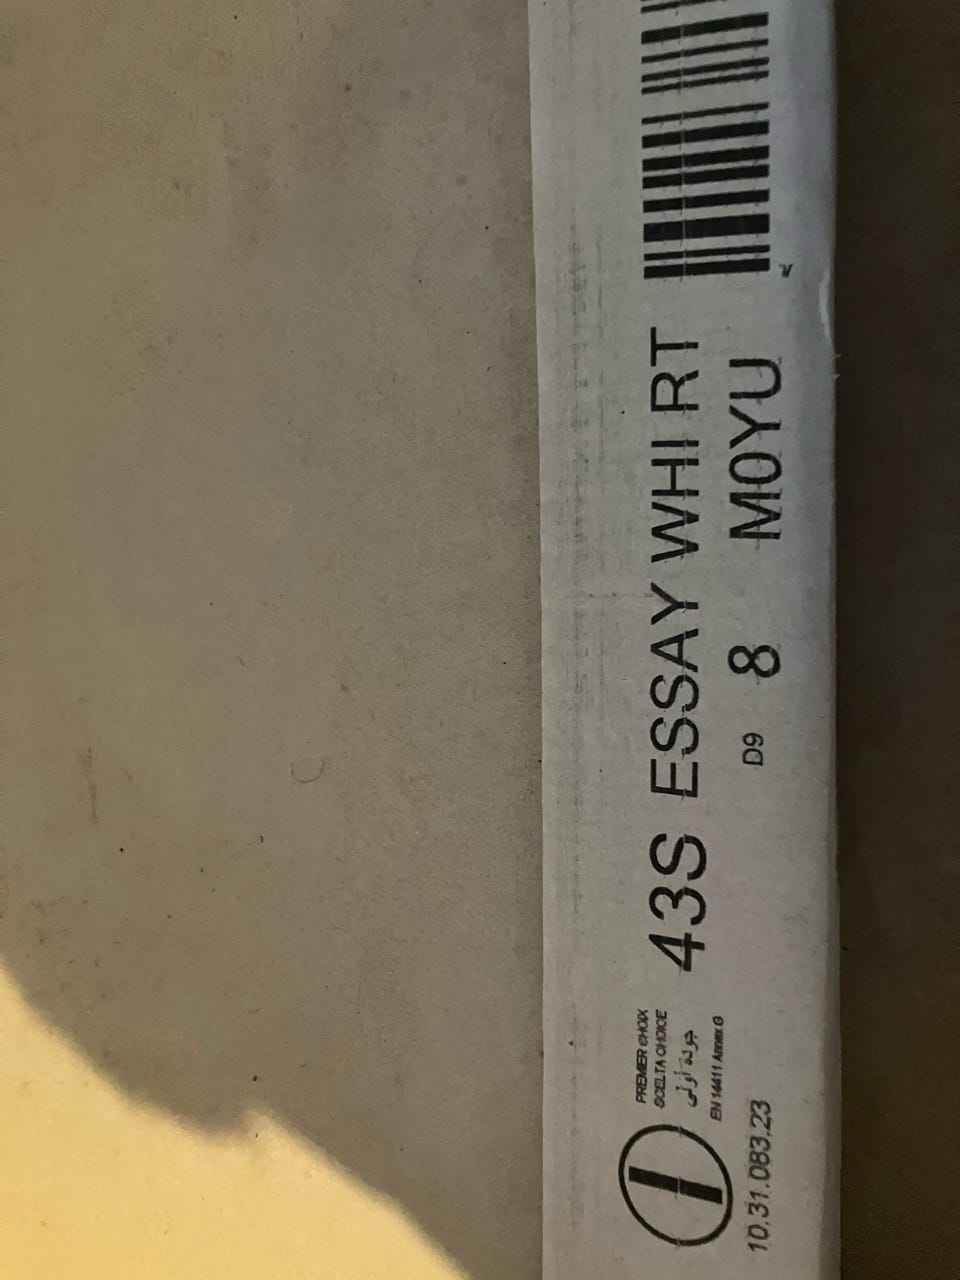 PREMIER CHOIX
SCELTA CHOICE
جودة أولى
EN 14411 Annex G
10.31.083.23
43S ESSAY WHI RT
D9 8 M0YU